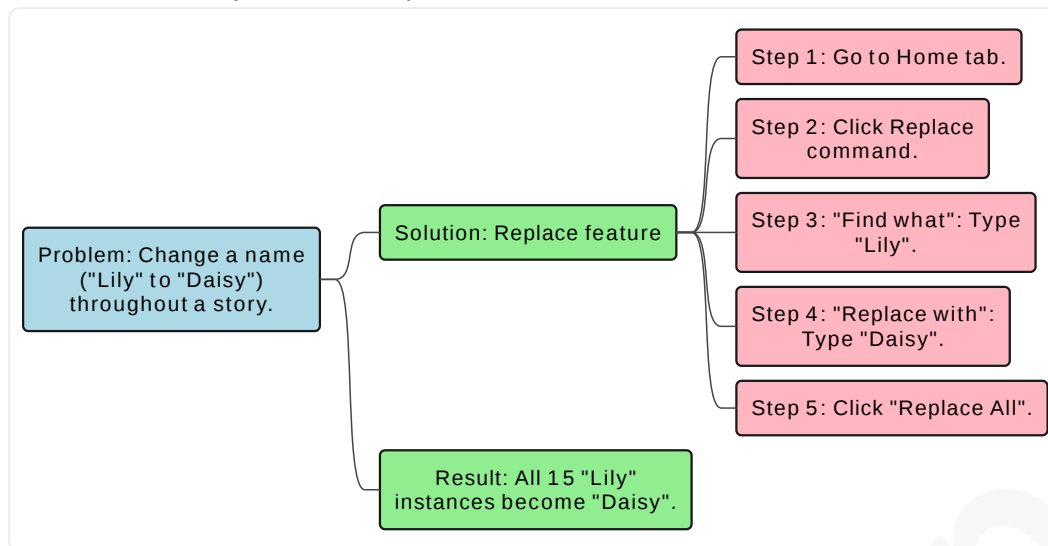 Problem: Change a name
("Lily" to "Daisy")
throughout a story.
Solution: Replace feature
Step 1: Go to Home tab.
Step 2: Click Replace
command.
Step 3: "Find what": Type
"Lily".
Step 4: "Replace with":
Type "Daisy".
Step 5: Click "Replace All".
Result: All 15 "Lily"
instances become "Daisy".